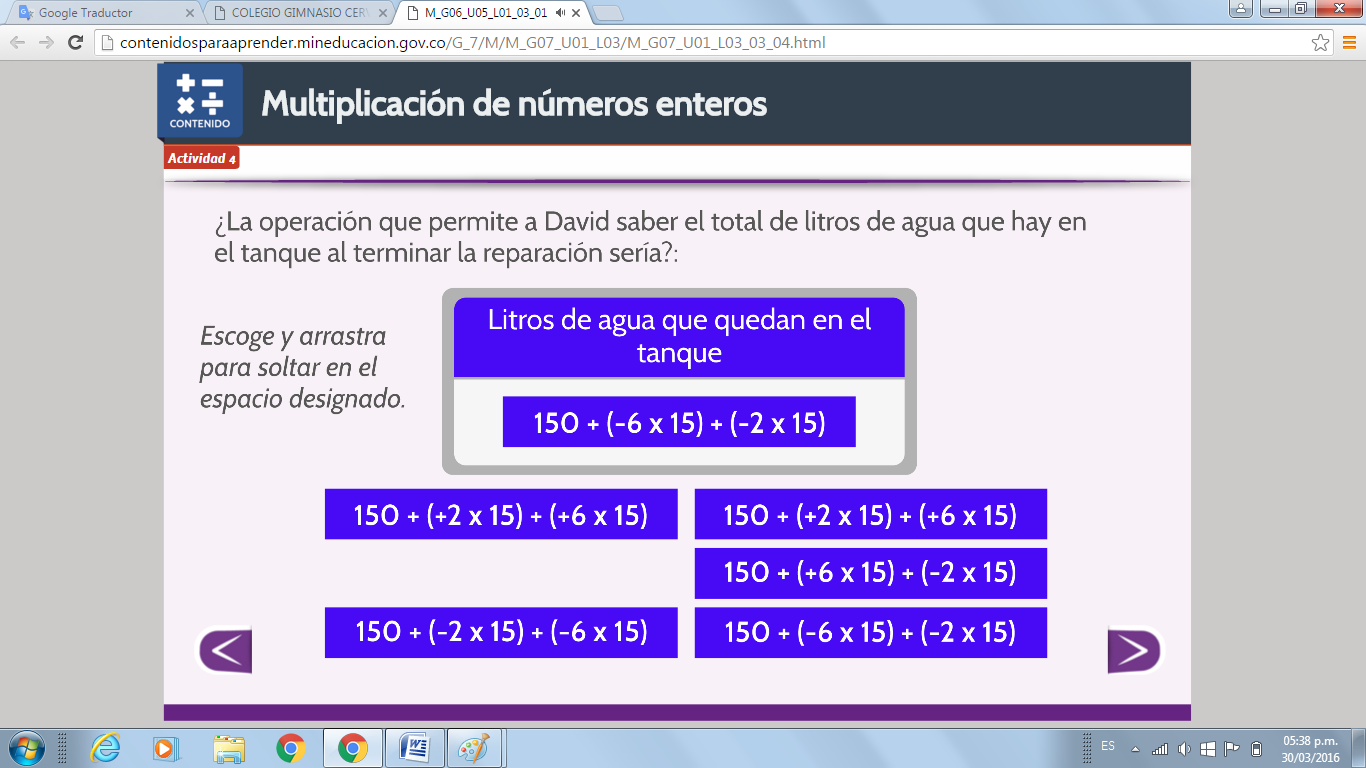 Google Traductor
COLEGIO GIMNASIO CER
M_G06_U05_L01_03_01
contenidosparaaprender.mineducacion.gov.co/G_7/M/M_G07_U01_L03/M_G07_U01_L03_03_04.html
CONTENIDO
Multiplicación de números enteros
Actividad 4
¿La operación que permite a David saber el total de litros de agua que hay en
el tanque al terminar la reparación sería?:
Escoge y arrastra
para soltar en el
espacio designado.
Litros de agua que quedan en el
tanque
150 + (-6 x 15) + (-2 x 15)
150 + (+2 x 15) + (+6 x 15)
150 + (+2 x 15) + (+6 x 15)
150 + (+6 x 15) + (-2 x 15)
150 + (-2 x 15) + (-6 x 15)
150 + (-6 x 15) + (-2 x 15)
ES
05:38 p.m.
30/03/2016